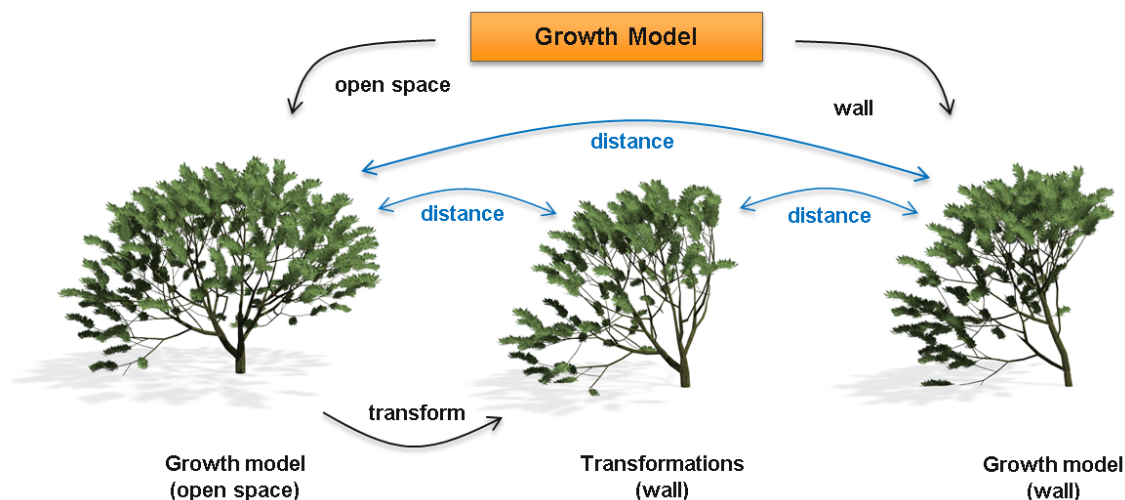 Growth Model
open space
wall
distance
distance
distance
transform
Growth model
(open space)
Transformations
(wall)
Growth model
(wall)